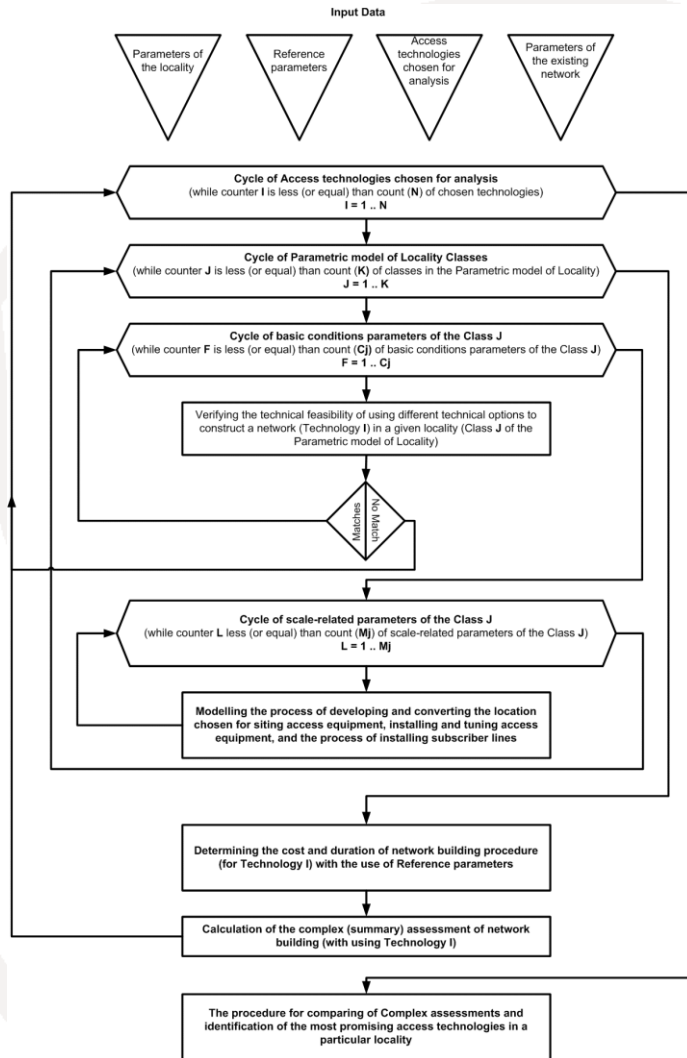 Input Data
Parameters of
the locality
Reference
parameters
Access
technologies
chosen for
analysis
Parameters of
the existing
network
Cycle of Access technologies chosen for analysis
(while counter I is less (or equal) than count (N) of chosen technologies)
I = 1 .. N
Cycle of Parametric model of Locality Classes
(while counter J is less (or equal) than count (K) of classes in the Parametric model of Locality)
J = 1 .. K
Cycle of basic conditions parameters of the Class J
(while counter F is less (or equal) than count (Cj) of basic conditions parameters of the Class J)
F = 1 .. Cj
Verifying the technical feasibility of using different technical options to
construct a network (Technology I) in a given locality (Class J of the
Parametric model of Locality)
Matches
No Match
Cycle of scale-related parameters of the Class J
(while counter L less (or equal) than count (Mj) of scale-related parameters of the Class J)
L = 1 .. Mj
Modelling the process of developing and converting the location
chosen for siting access equipment, installing and tuning access
equipment, and the process of installing subscriber lines
Determining the cost and duration of network building procedure
(for Technology I) with the use of Reference parameters
Calculation of the complex (summary) assessment of network
building (with using Technology I)
The procedure for comparing of Complex assessments and
identification of the most promising access technologies in a
particular locality